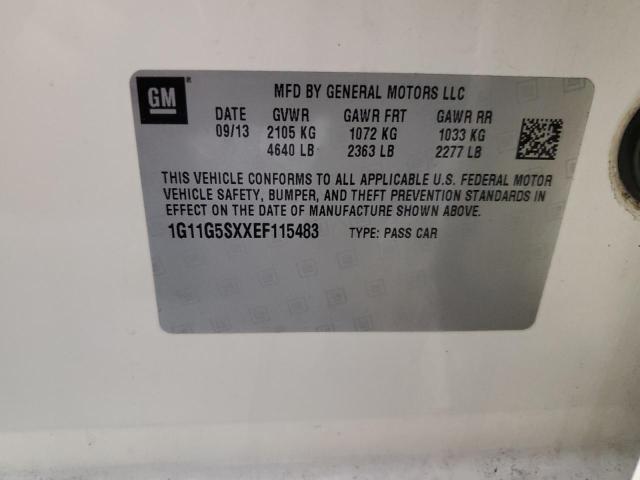 GM ®
MFD BY GENERAL MOTORS LLC
DATE GVWR GAWR FRT GAWR RR
09/13 2105 KG 1072 KG 1033 KG
4640 LB 2363 LB 2277 LB
THIS VEHICLE CONFORMS TO ALL APPLICABLE U.S. FEDERAL MOTOR
VEHICLE SAFETY, BUMPER, AND THEFT PREVENTION STANDARDS IN
EFFECT ON THE DATE OF MANUFACTURE SHOWN ABOVE.
1G11G5SXXEF115483 TYPE: PASS CAR